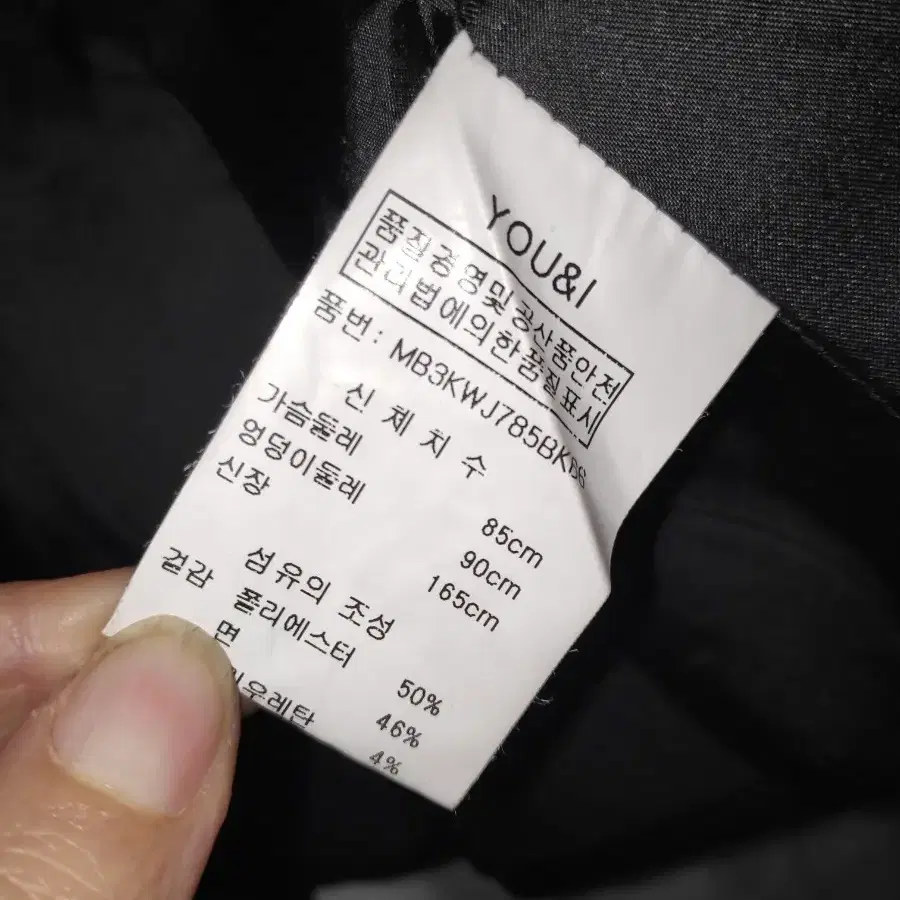 YOU&I
품질경영및공산품안전
관리법에의한품질표시
품번: MB3KWJ785BKB6
신 체 치 수
가슴둘레 85cm
엉덩이둘레 90cm
신장 165cm
섬유의 조성
겉감 폴리에스터 50%
면 46%
4%